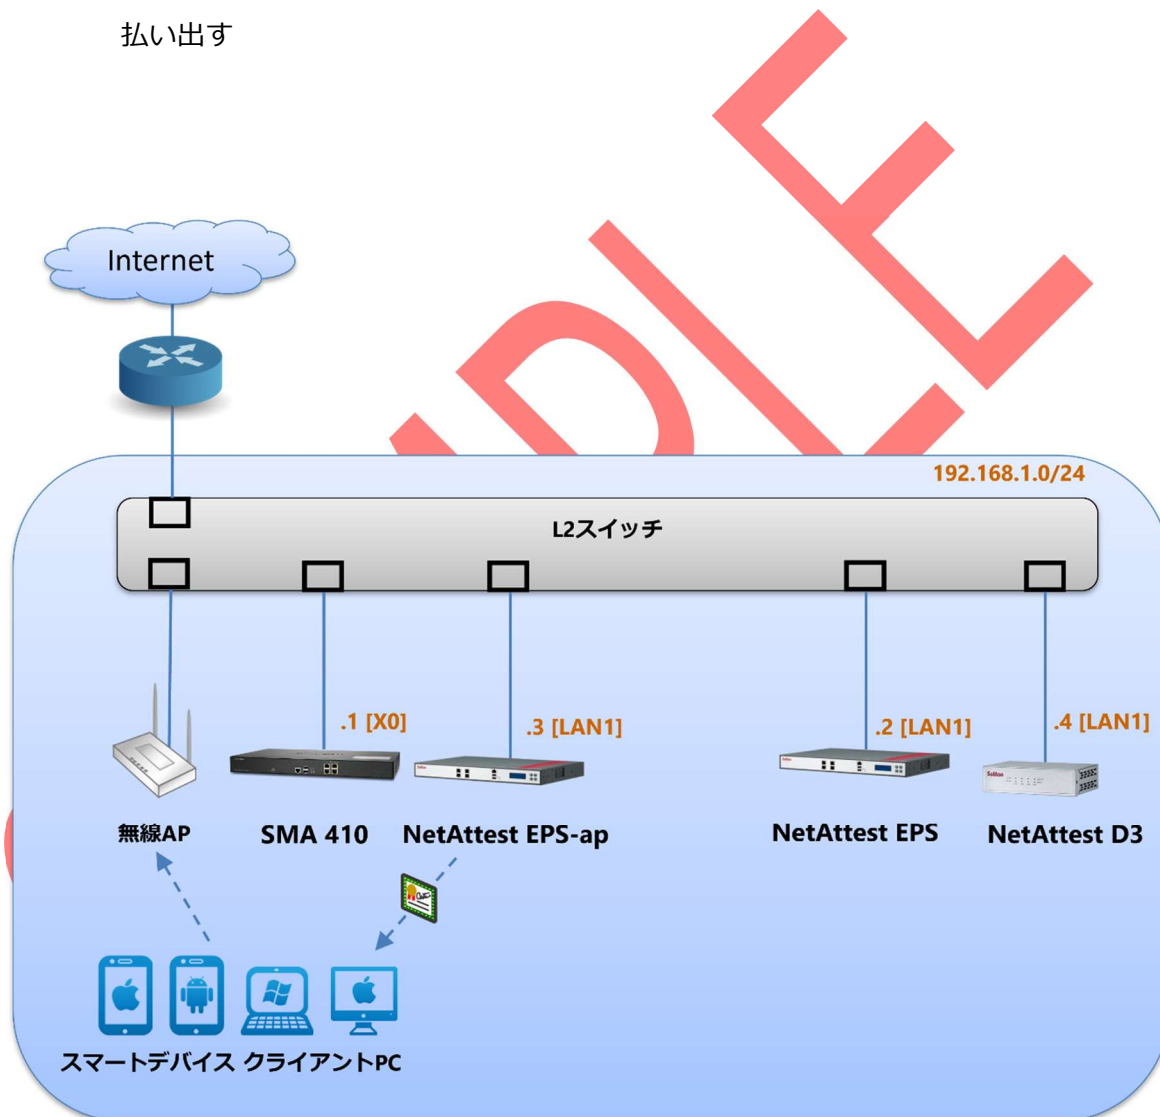 払い出す
Internet
192.168.1.0/24
L2スイッチ
.1 [X0]
.3 [LAN1]
.2 [LAN1]
.4 [LAN1]
無線AP
SMA 410
NetAttest EPS-ap
NetAttest EPS
NetAttest D3
スマートデバイス クライアントPC